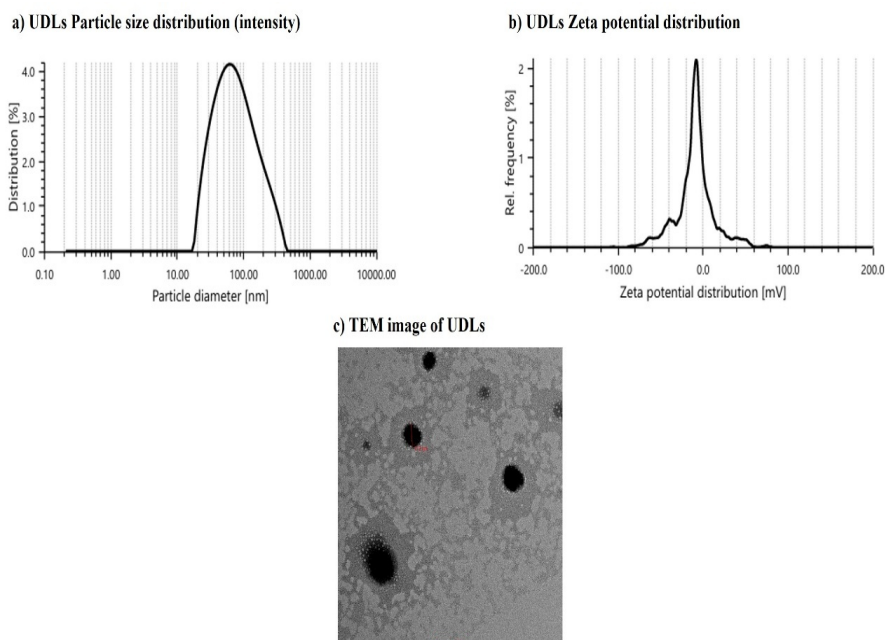 a) UDLs Particle size distribution (intensity)
Distribution [%]
4.0
3.0
2.0
1.0
0.0
0.10 1.00 10.00 100.00 1000.00 10000.00
Particle diameter [nm]
b) UDLs Zeta potential distribution
Rel. frequency [%]
2
1
0
-200.0 -100.0 0.0 100.0 200.0
Zeta potential distribution [mV]
c) TEM image of UDLs